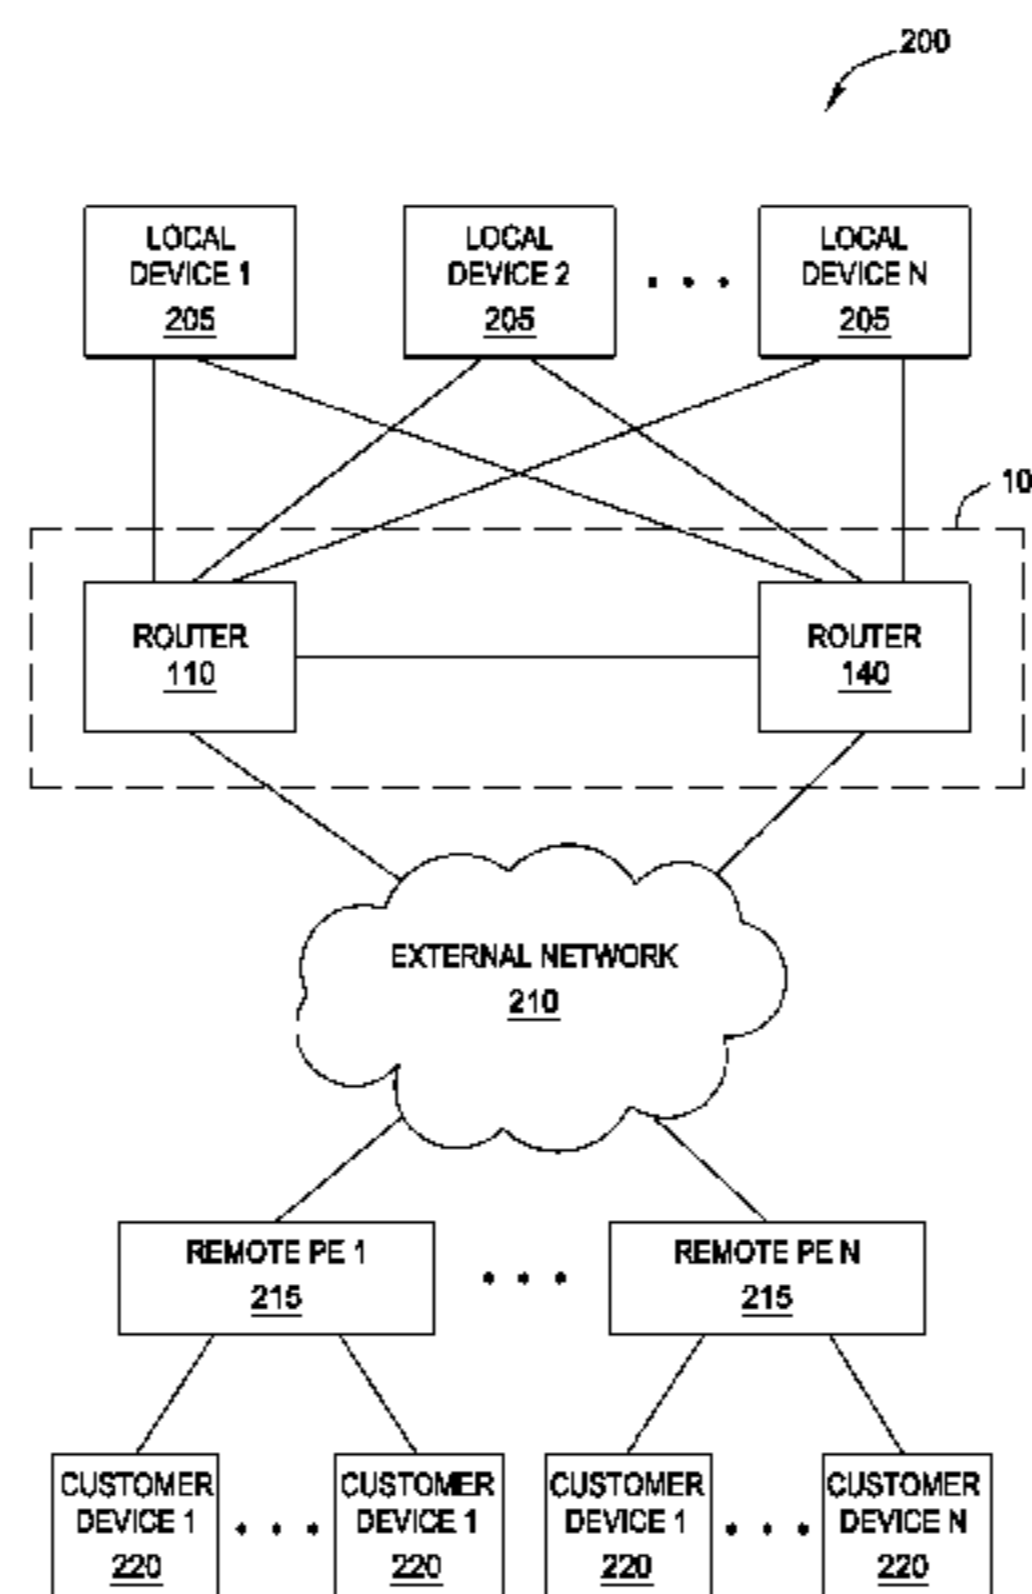 200
LOCAL DEVICE 1 205
LOCAL DEVICE 2 205
LOCAL DEVICE N 205
10
ROUTER 110
ROUTER 140
EXTERNAL NETWORK 210
REMOTE PE 1 215
REMOTE PE N 215
CUSTOMER DEVICE 1 220
CUSTOMER DEVICE 1 220
CUSTOMER DEVICE 1 220
CUSTOMER DEVICE N 220